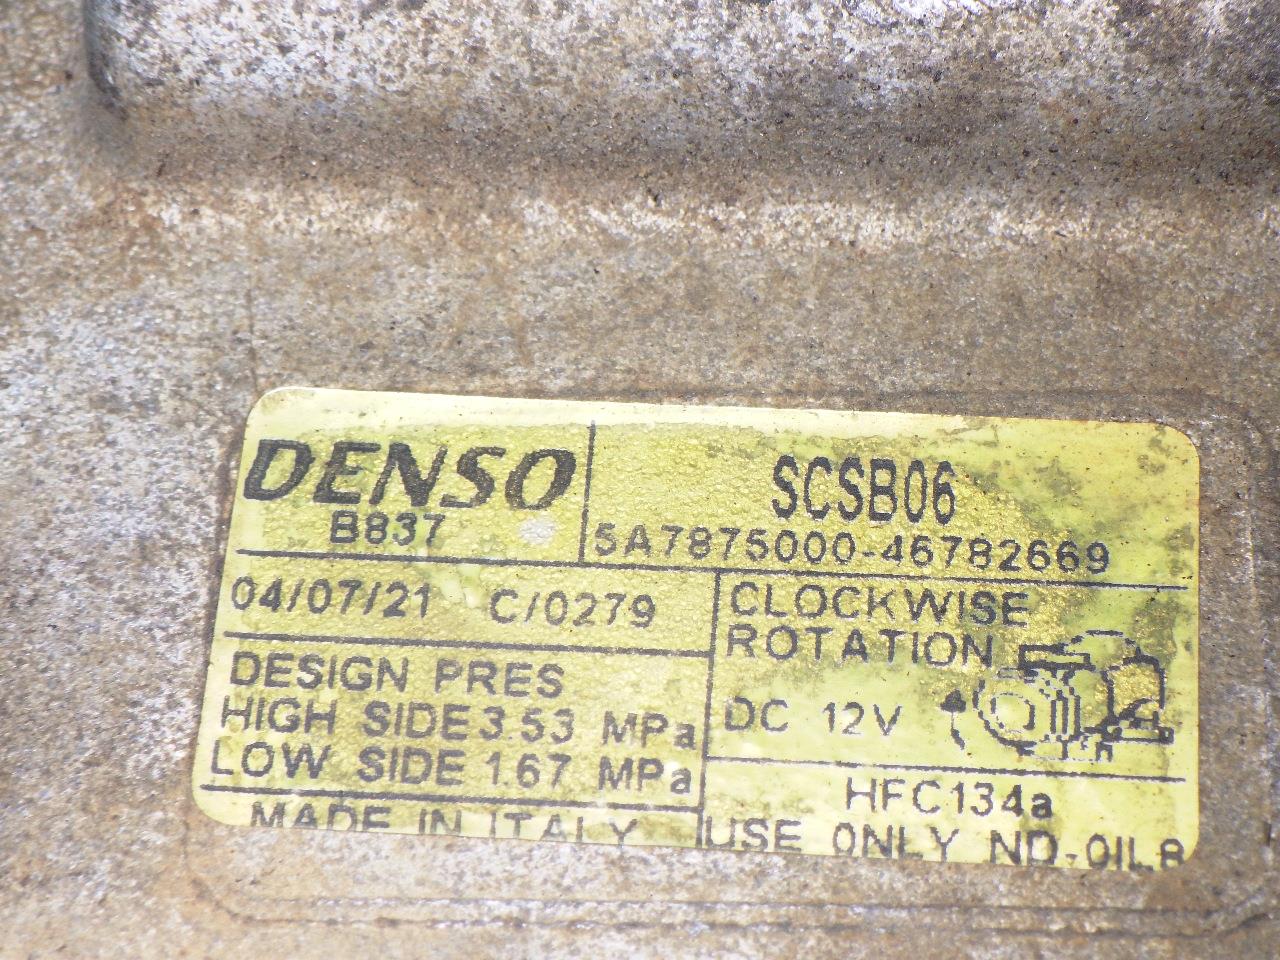 DENSO
B837
SCSB06
5A7875000-46782669
04/07/21 C/0279
CLOCKWISE
ROTATION
DESIGN PRES
HIGH SIDE 3.53 MPa
LOW SIDE 1.67 MPa
DC 12V
HFC134a
MADE IN ITALY
USE ONLY ND-OIL8